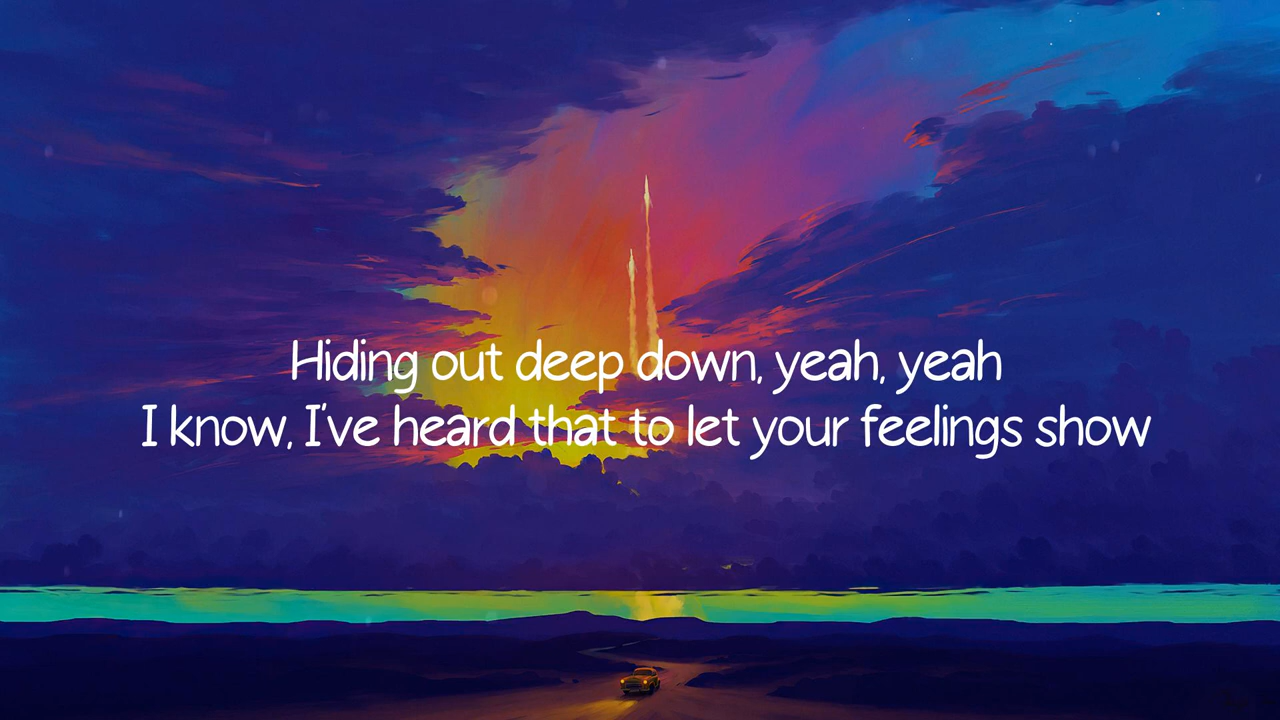 Hiding out deep down, yeah, yeah
I know, I've heard that to let your feelings show